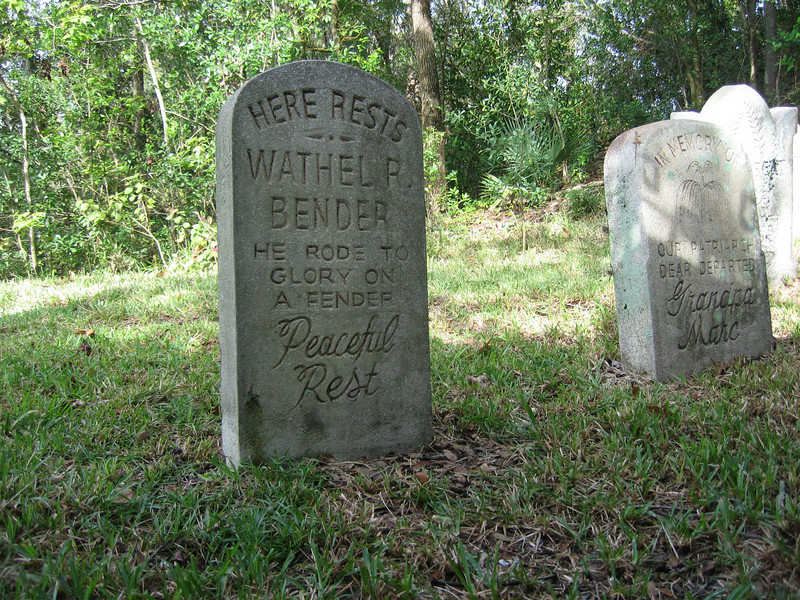 HERE RESTS
WATHEL R.
BENDER
HE RODE TO
GLORY ON
A FENDER
Peaceful
Rest
IN MEMORY O
OUR PATRIARCH
DEAR DEPARTED
Grandpa
Marc